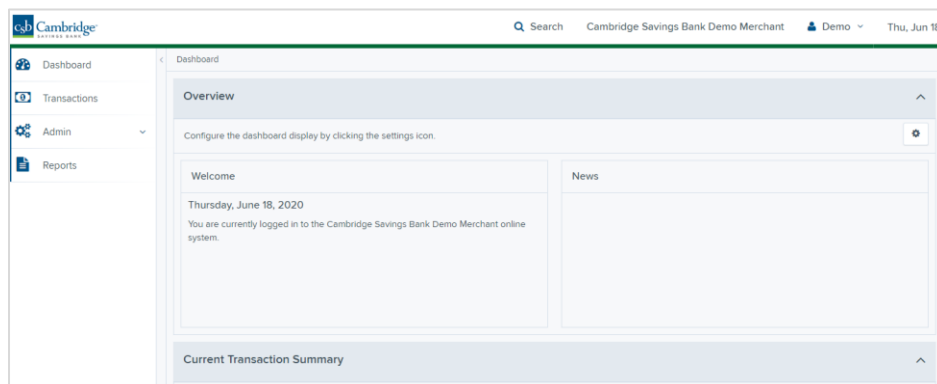 csb Cambridge
SAVINGS BANK
Search
Cambridge Savings Bank Demo Merchant
Demo
Thu, Jun 18
Dashboard
Dashboard
Transactions
Admin
Reports
Overview
Configure the dashboard display by clicking the settings icon.
Welcome
Thursday, June 18, 2020
You are currently logged in to the Cambridge Savings Bank Demo Merchant online
system.
News
Current Transaction Summary